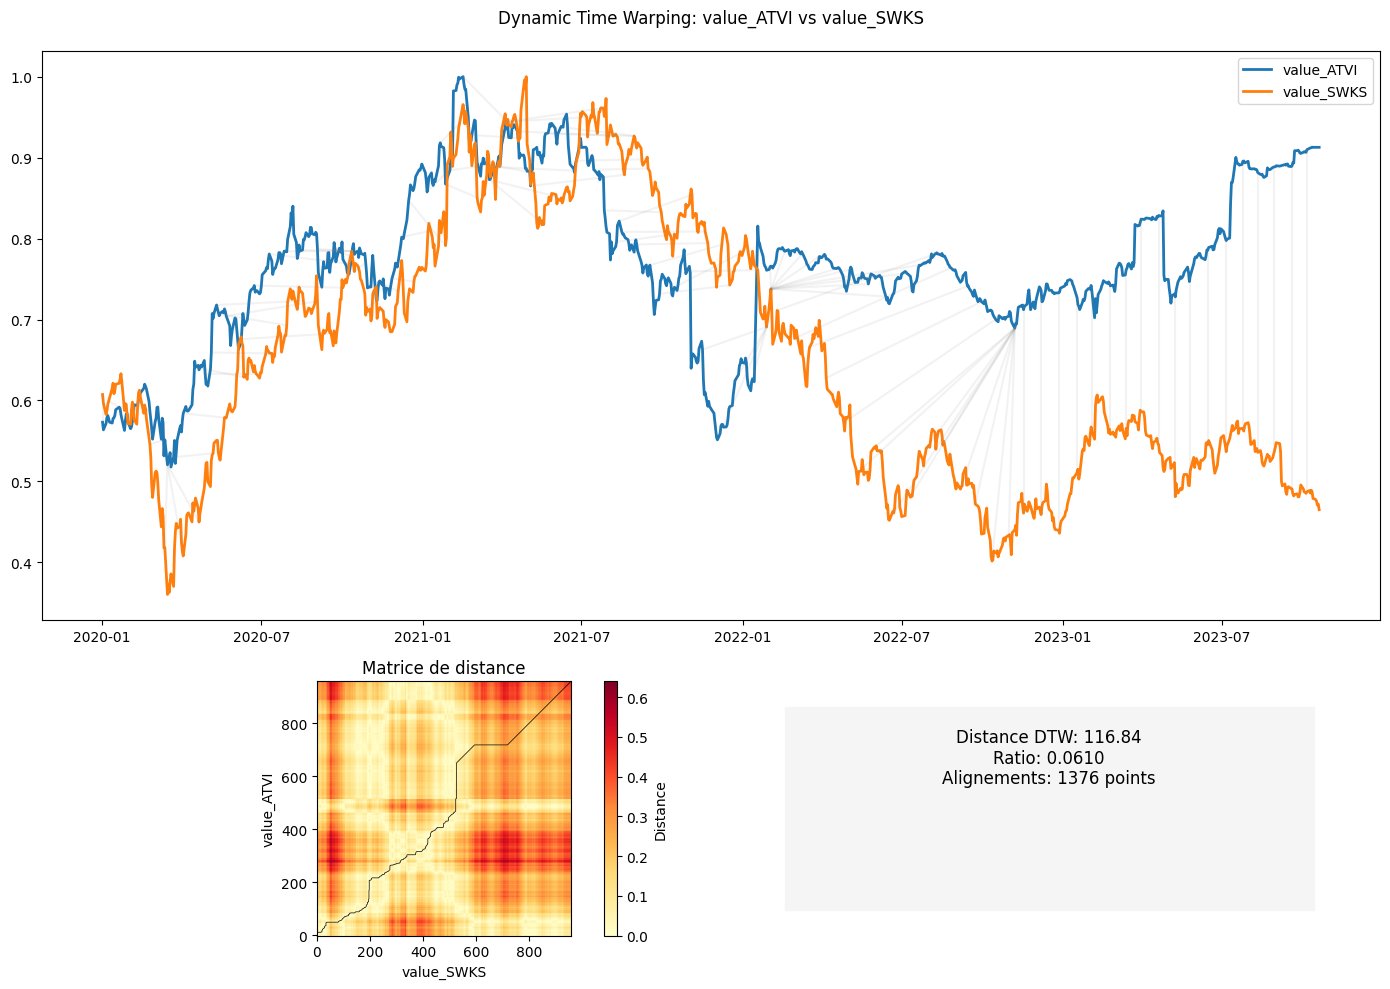 Dynamic Time Warping: value_ATVI vs value_SWKS
value_ATVI
value_SWKS
1.0
0.9
0.8
0.7
0.6
0.5
0.4
2020-01 2020-07 2021-01 2021-07 2022-01 2022-07 2023-01 2023-07
Matrice de distance
value_ATVI
800
600
400
200
0
0 200 400 600 800
value_SWKS
0.6
0.5
0.4
0.3
0.2
0.1
0.0
Distance
Distance DTW: 116.84
Ratio: 0.0610
Alignements: 1376 points